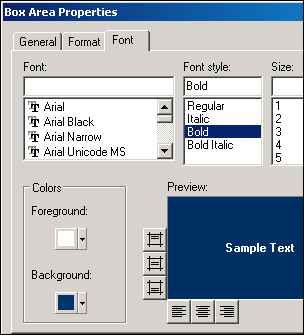 Box Area Properties
General Format Font
Font: Font style: Size:
Bold
Arial Regular 1
Arial Black Italic 2
Arial Narrow Bold 3
Arial Unicode MS Bold Italic 4
5
Colors Preview:
Foreground:
Sample Text
Background: